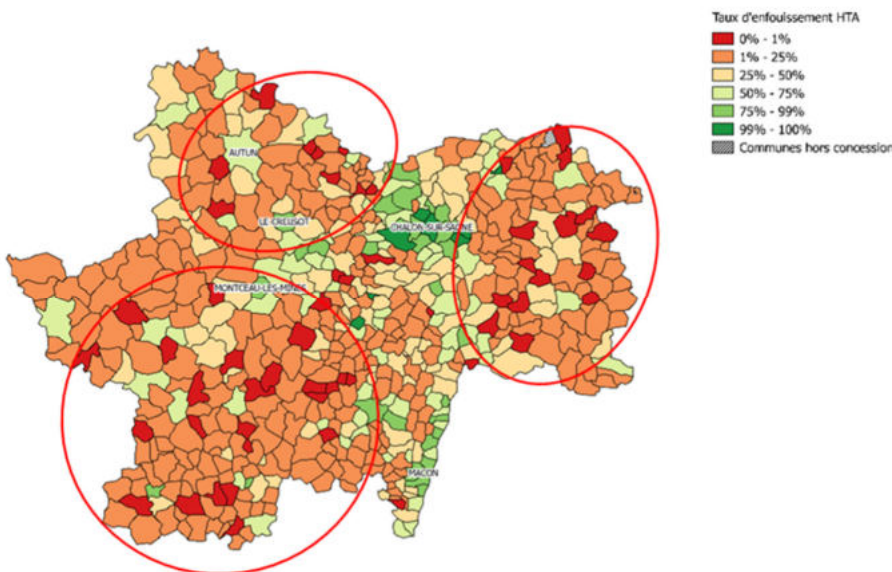 Taux d'enfouissement HTA
0% - 1%
1% - 25%
25% - 50%
50% - 75%
75% - 99%
99% - 100%
Communes hors concession
AUTUN
LE CREUSOT
CHALON-SUR-SAONE
MONTCEAU-LES-MINES
MACON